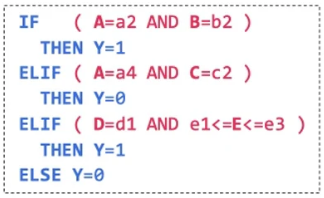 IF ( A=a2 AND B=b2 )
THEN Y=1
ELIF ( A=a4 AND C=c2 )
THEN Y=0
ELIF ( D=d1 AND e1<=E<=e3 )
THEN Y=1
ELSE Y=0